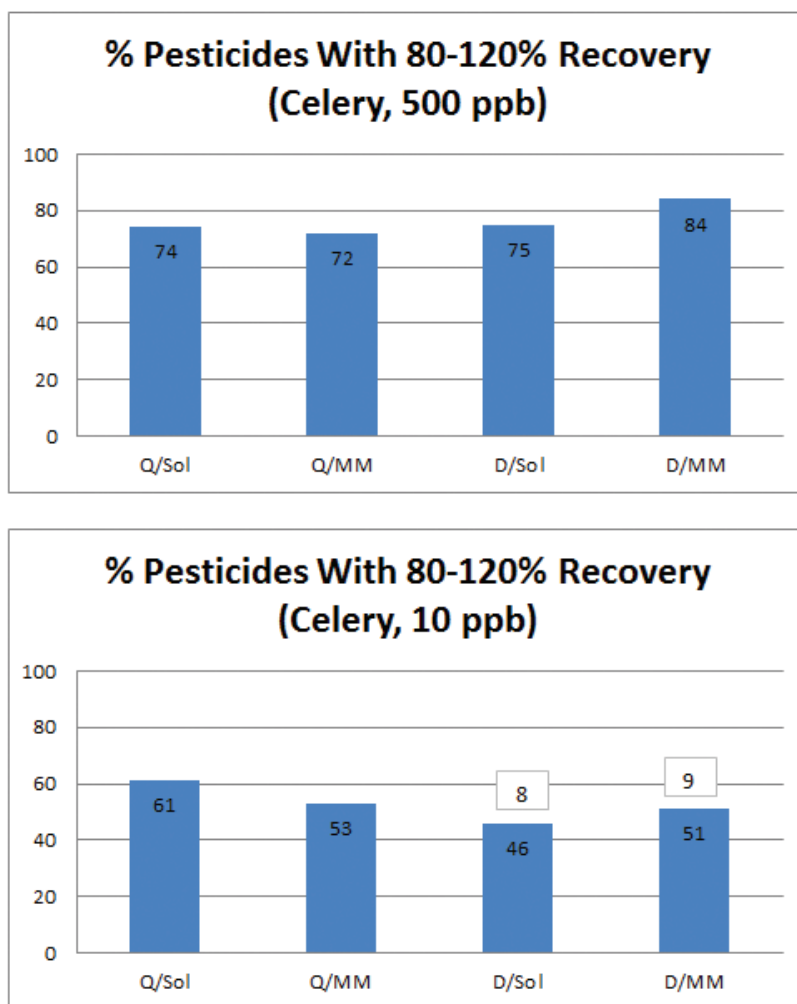 % Pesticides With 80-120% Recovery
(Celery, 500 ppb)
100
80
60
40
20
0
74
72
75
84
Q/Sol
Q/MM
D/Sol
D/MM
% Pesticides With 80-120% Recovery
(Celery, 10 ppb)
100
80
60
40
20
0
61
53
8
46
9
51
Q/Sol
Q/MM
D/Sol
D/MM